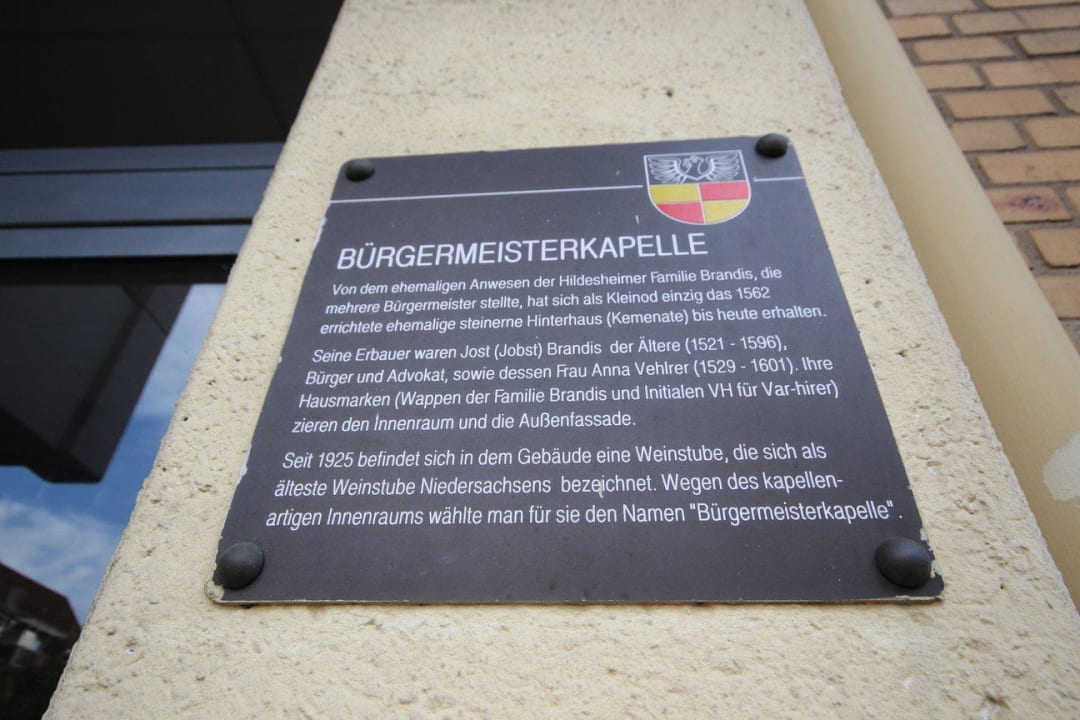 BÜRGERMEISTERKAPELLE
Von dem ehemaligen Anwesen der Hildesheimer Familie Brandis, die
mehrere Bürgermeister stellte, hat sich als Kleinod einzig das 1562
errichtete ehemalige steinerne Hinterhaus (Kemenate) bis heute erhalten.
Seine Erbauer waren Jost (Jobst) Brandis der Ältere (1521 - 1596),
Bürger und Advokat, sowie dessen Frau Anna Vehlrer (1529 - 1601). Ihre
Hausmarken (Wappen der Familie Brandis und Initialen VH für Var-hirer)
zieren den Innenraum und die Außenfassade.
Seit 1925 befindet sich in dem Gebäude eine Weinstube, die sich als
älteste Weinstube Niedersachsens bezeichnet. Wegen des kapellen-
artigen Innenraums wählte man für sie den Namen "Bürgermeisterkapelle".